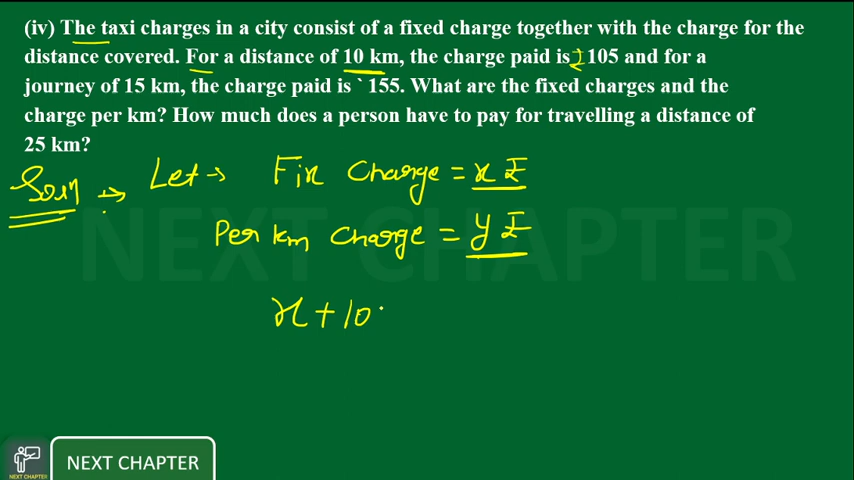 (iv) The taxi charges in a city consist of a fixed charge together with the charge for the
distance covered. For a distance of 10 km, the charge paid is ₹105 and for a
journey of 15 km, the charge paid is ` 155. What are the fixed charges and the
charge per km? How much does a person have to pay for travelling a distance of
25 km?
Soln → Let → Fix Charge = x ₹
Per km Charge = y ₹
NEXT CHAPTER
x + 10
NEXT CHAPTER
NEXT CHAPTER